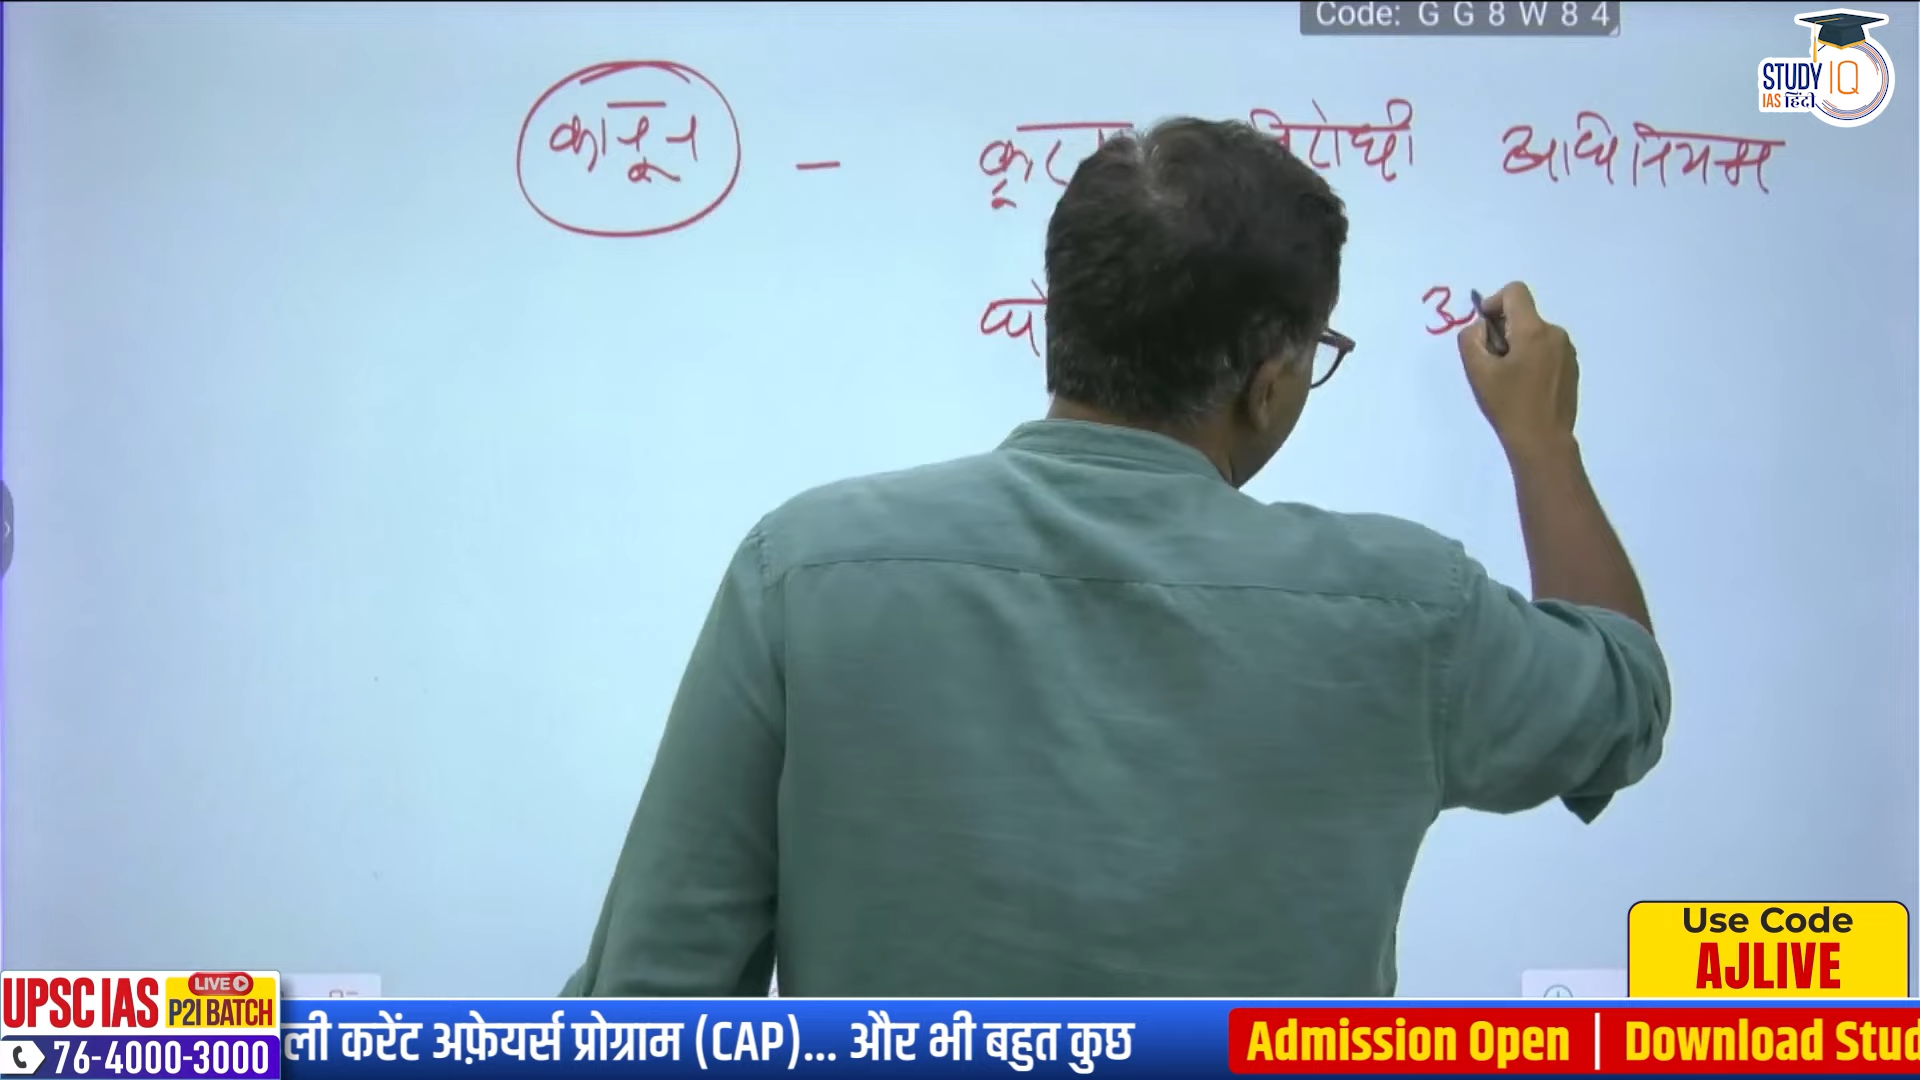 Code: G G 8 W 8 4
STUDY IQ
IAS हिंदी
कानून - विरोधी अधिनियम
Use Code
AJLIVE
UPSC IAS LIVE
P2I BATCH
76-4000-3000
ली करेंट अफ़ेयर्स प्रोग्राम (CAP)... और भी बहुत कुछ
Admission Open | Download Stud